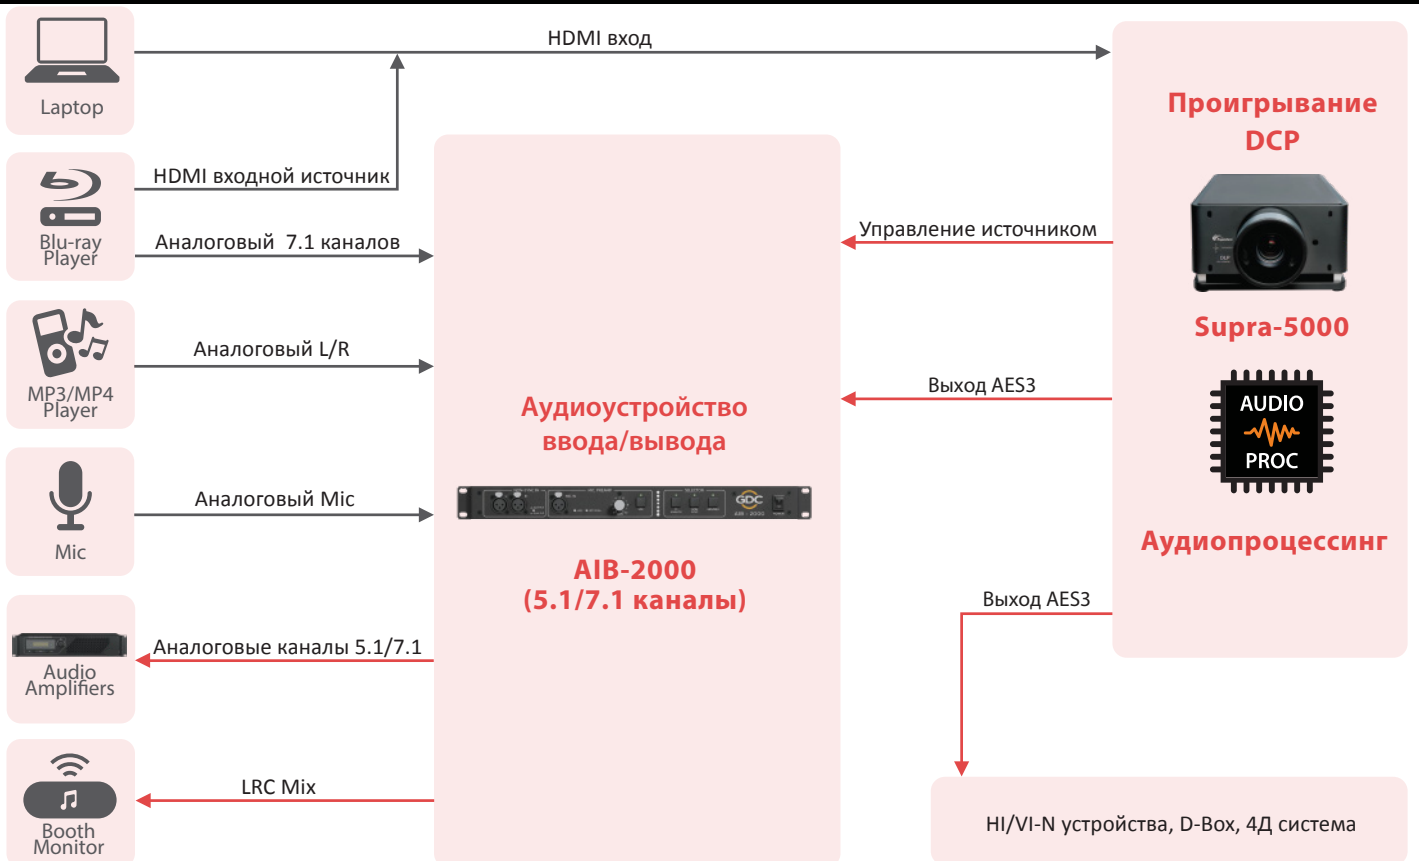 Laptop
HDMI вход
Blu-ray
Player
HDMI входной источник
Аналоговый 7.1 каналов
MP3/MP4
Player
Аналоговый L/R
Mic
Аналоговый Mic
Audio
Amplifiers
Аналоговые каналы 5.1/7.1
Booth
Monitor
LRC Mix
Аудиоустройство
ввода/вывода
GDC
AIB - 2000
AIB-2000
(5.1/7.1 каналы)
Управление источником
Выход AES3
Выход AES3
Проигрывание
DCP
DLP
Supra-5000
AUDIO
PROC
Аудиопроцессинг
HI/VI-N устройства, D-Box, 4Д система